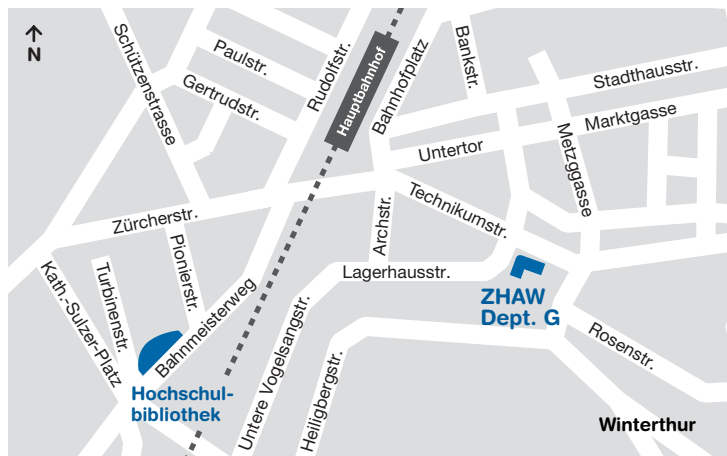 N
Schützenstrasse
Paulstr.
Gertrudstr.
Rudolfstr.
Hauptbahnhof
Bahnhofplatz
Bankstr.
Stadthausstr.
Marktgasse
Metzggasse
Untertor
Technikumstr.
Zürcherstr.
Pionierstr.
Archstr.
Lagerhausstr.
Kath.-Sulzer-Platz
Turbinenstr.
Bahnmeisterweg
ZHAW
Dept. G
Untere Vogelsangstr.
Heiligbergstr.
Rosenstr.
Hochschul-
bibliothek
Winterthur